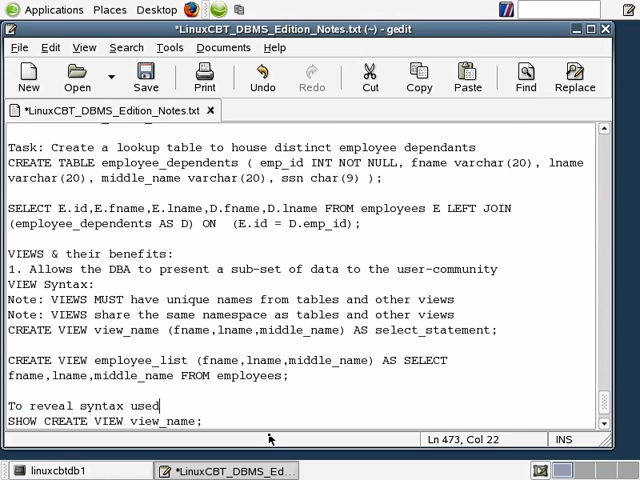 Applications Places Desktop
*LinuxCBT_DBMS_Edition_Notes.txt (~) - gedit
File Edit View Search Tools Documents Help
New Open Save Print Undo Redo Cut Copy Paste Find Replace
*LinuxCBT_DBMS_Edition_Notes.txt x
Task: Create a lookup table to house distinct employee dependants
CREATE TABLE employee_dependents ( emp_id INT NOT NULL, fname varchar(20), lname
varchar(20), middle_name varchar(20), ssn char(9) );
SELECT E.id,E.fname,E.lname,D.fname,D.lname FROM employees E LEFT JOIN
(employee_dependents AS D) ON  (E.id = D.emp_id);
VIEWS & their benefits:
1. Allows the DBA to present a sub-set of data to the user-community
VIEW Syntax:
Note: VIEWS MUST have unique names from tables and other views
Note: VIEWS share the same namespace as tables and other views
CREATE VIEW view_name (fname,lname,middle_name) AS select_statement;
CREATE VIEW employee_list (fname,lname,middle_name) AS SELECT
fname,lname,middle_name FROM employees;
To reveal syntax used
SHOW CREATE VIEW view_name;
Ln 473, Col 22 INS
linuxcbtdb1 *LinuxCBT_DBMS_Ed...